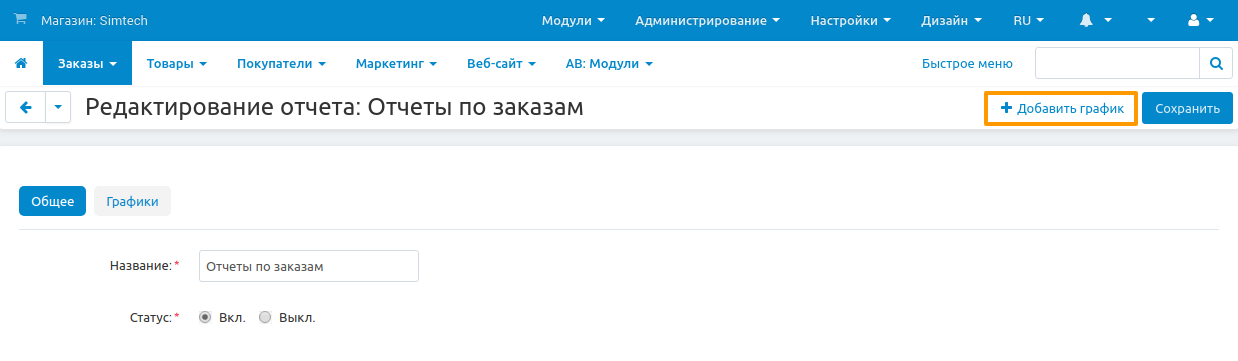 Магазин: Simtech Модули Администрирование Настройки Дизайн RU
Заказы Товары Покупатели Маркетинг Веб-сайт АВ: Модули Быстрое меню
Редактирование отчета: Отчеты по заказам Добавить график Сохранить
Общее Графики
Название:* Отчеты по заказам
Статус:* Вкл. Выкл.